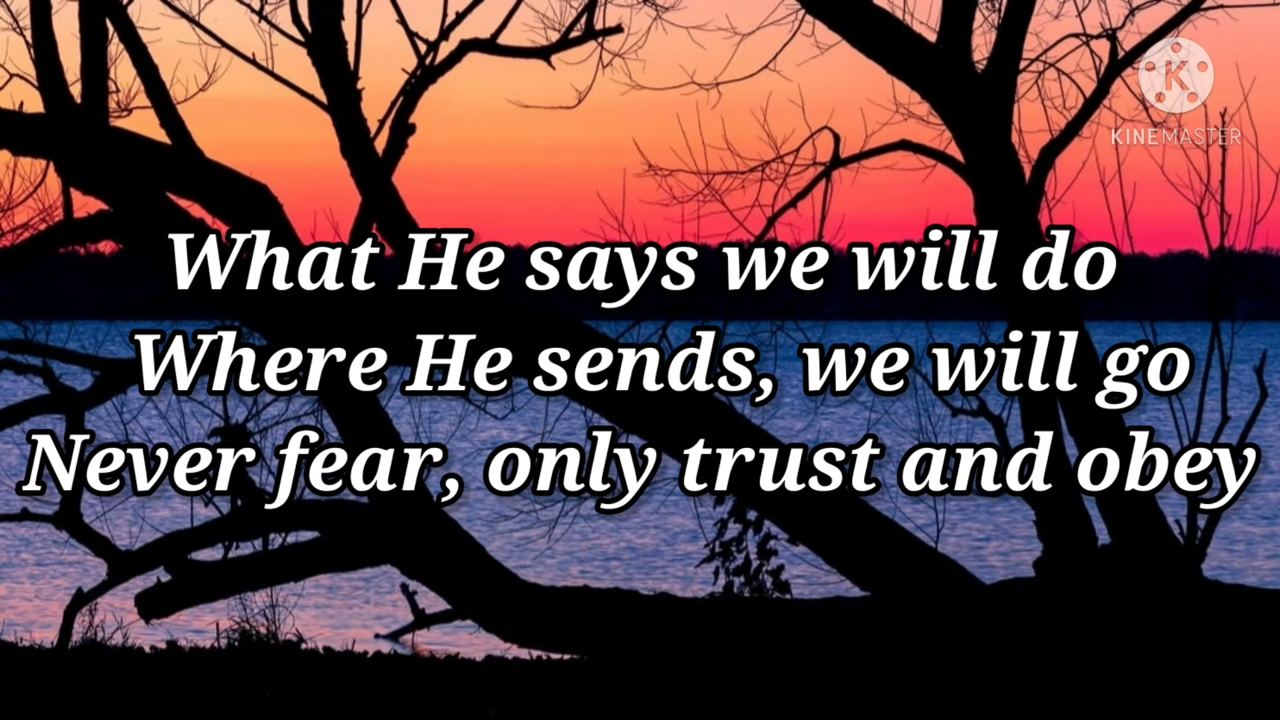 KINEMASTER
What He says we will do
Where He sends, we will go
Never fear, only trust and obey